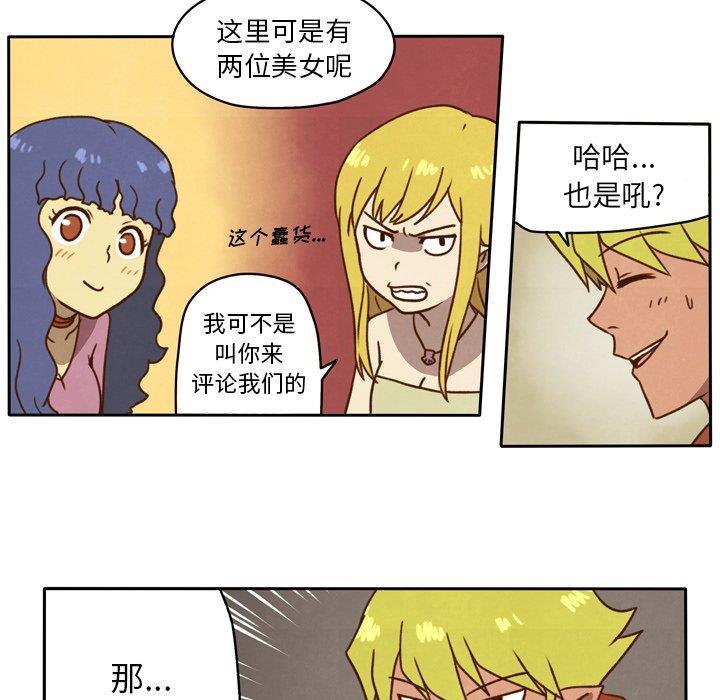 这里可是有
两位美女呢
这个蠢货...
我可不是
叫你来
评论我们的
哈哈...
也是吼?
那...